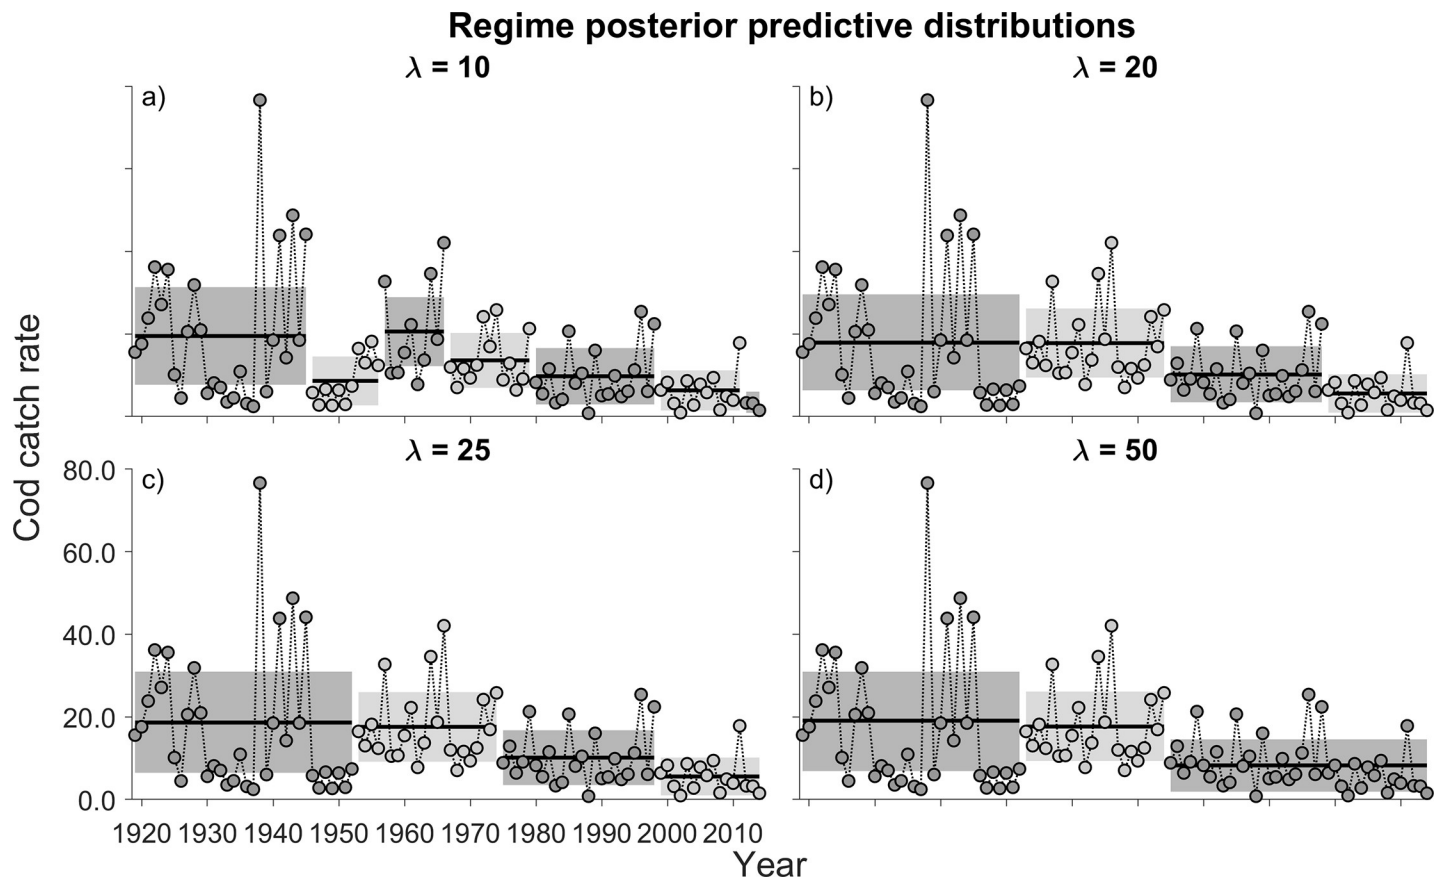 Regime posterior predictive distributions
λ = 10
λ = 20
a)
b)
Cod catch rate
λ = 25
λ = 50
c)
d)
80.0
60.0
40.0
20.0
0.0
1920 1930 1940 1950 1960 1970 1980 1990 2000 2010
Year